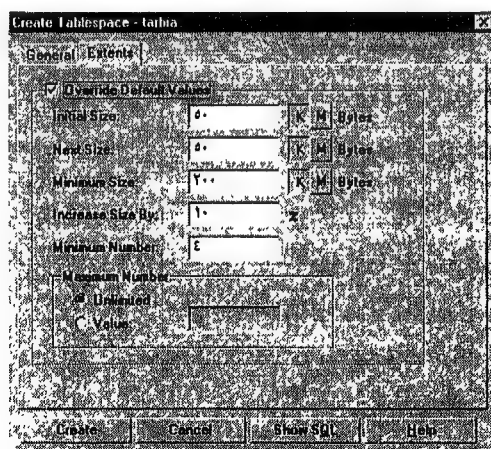 Create Tablespace - tarbia
General Extents
Override Default Values
Initial Size: ٥٠ K M Bytes
Next Size: ٥٠ K M Bytes
Minimum Size: ٢٠٠ K M Bytes
Increase Size By: ١٠ %
Minimum Number: ٤
Maximum Number
Unlimited
Value:
Create Cancel Show SQL Help